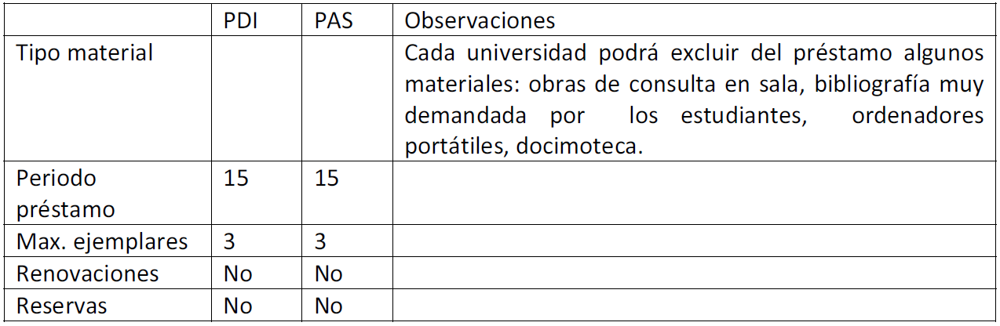 PDI PAS Observaciones
Tipo material Cada universidad podrá excluir del préstamo algunos
materiales: obras de consulta en sala, bibliografía muy
demandada por los estudiantes, ordenadores
portátiles, docimoteca.
Periodo 15 15
préstamo
Max. ejemplares 3 3
Renovaciones No No
Reservas No No